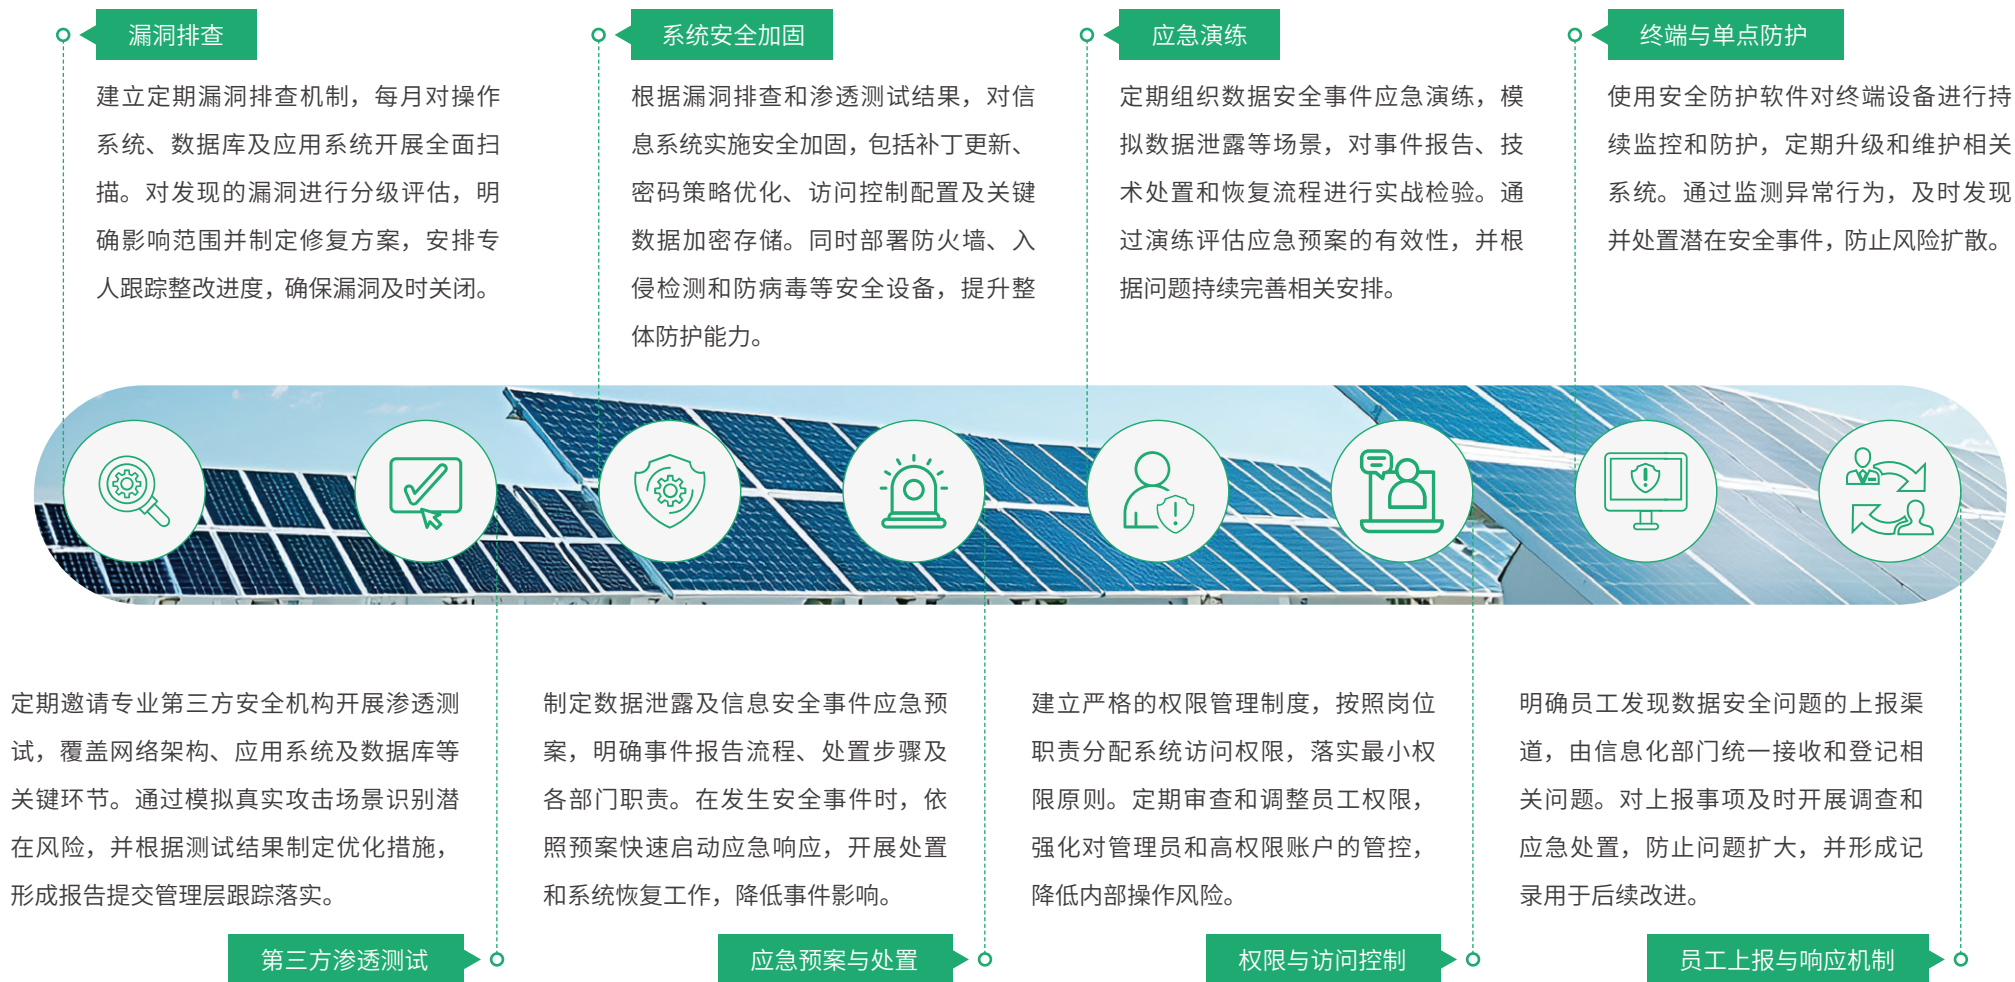 漏洞排查
建立定期漏洞排查机制，每月对操作
系统、数据库及应用系统开展全面扫
描。对发现的漏洞进行分级评估，明
确影响范围并制定修复方案，安排专
人跟踪整改进度，确保漏洞及时关闭。
系统安全加固
根据漏洞排查和渗透测试结果，对信
息系统实施安全加固，包括补丁更新、
密码策略优化、访问控制配置及关键
数据加密存储。同时部署防火墙、入
侵检测和防病毒等安全设备，提升整
体防护能力。
应急演练
定期组织数据安全事件应急演练，模
拟数据泄露等场景，对事件报告、技
术处置和恢复流程进行实战检验。通
过演练评估应急预案的有效性，并根
据问题持续完善相关安排。
终端与单点防护
使用安全防护软件对终端设备进行持
续监控和防护，定期升级和维护相关
系统。通过监测异常行为，及时发现
并处置潜在安全事件，防止风险扩散。
定期邀请专业第三方安全机构开展渗透测
试，覆盖网络架构、应用系统及数据库等
关键环节。通过模拟真实攻击场景识别潜
在风险，并根据测试结果制定优化措施，
形成报告提交管理层跟踪落实。
第三方渗透测试
制定数据泄露及信息安全事件应急预
案，明确事件报告流程、处置步骤及
各部门职责。在发生安全事件时，依
照预案快速启动应急响应，开展处置
和系统恢复工作，降低事件影响。
应急预案与处置
建立严格的权限管理制度，按照岗位
职责分配系统访问权限，落实最小权
限原则。定期审查和调整员工权限，
强化对管理员和高权限账户的管控，
降低内部操作风险。
权限与访问控制
明确员工发现数据安全问题的上报渠
道，由信息化部门统一接收和登记相
关问题。对上报事项及时开展调查和
应急处置，防止问题扩大，并形成记
录用于后续改进。
员工上报与响应机制